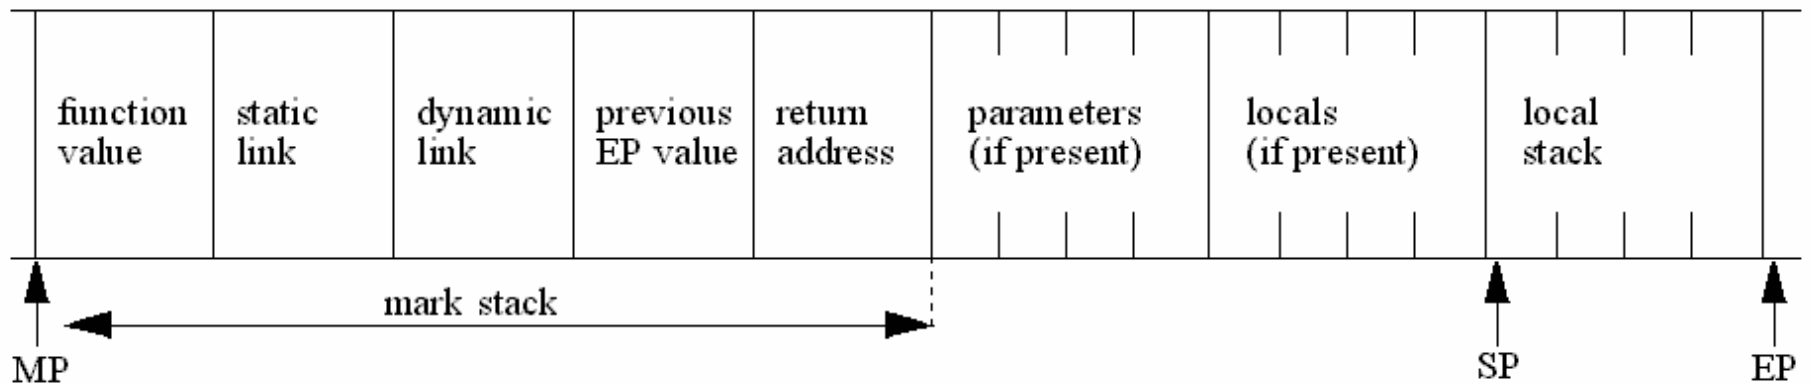 function value
static link
dynamic link
previous EP value
return address
parameters (if present)
locals (if present)
local stack
mark stack
MP
SP
EP